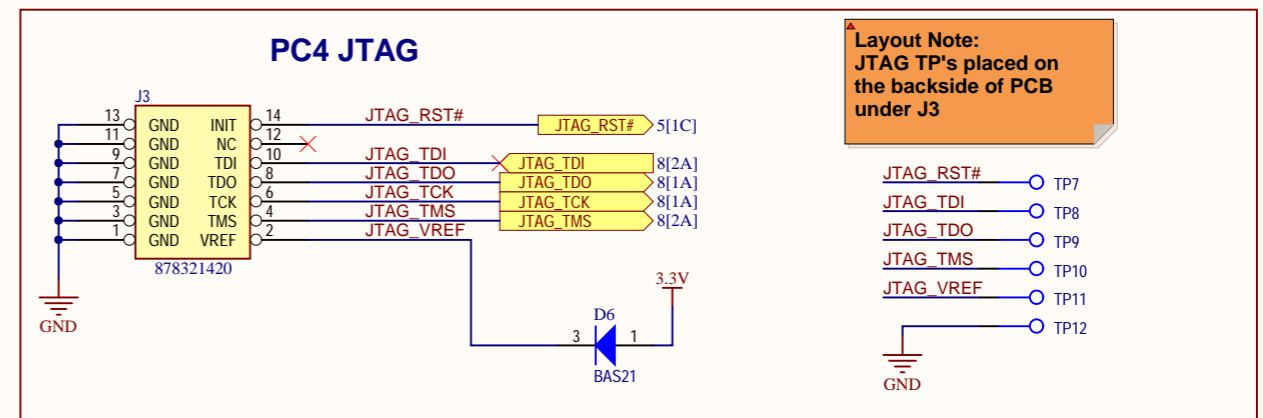 PC4 JTAG
Layout Note:
JTAG TP's placed on
the backside of PCB
under J3
J3
13 GND INIT 14 JTAG_RST# JTAG_RST# 5[1C]
11 GND NC 12
9 GND TDI 10 JTAG_TDI JTAG_TDI 8[2A]
7 GND TDO 8 JTAG_TDO JTAG_TDO 8[1A]
5 GND TCK 6 JTAG_TCK JTAG_TCK 8[1A]
3 GND TMS 4 JTAG_TMS JTAG_TMS 8[2A]
1 GND VREF 2 JTAG_VREF
878321420
GND
3.3V
D6
3 1
BAS21
JTAG_RST# TP7
JTAG_TDI TP8
JTAG_TDO TP9
JTAG_TMS TP10
JTAG_VREF TP11
TP12
GND